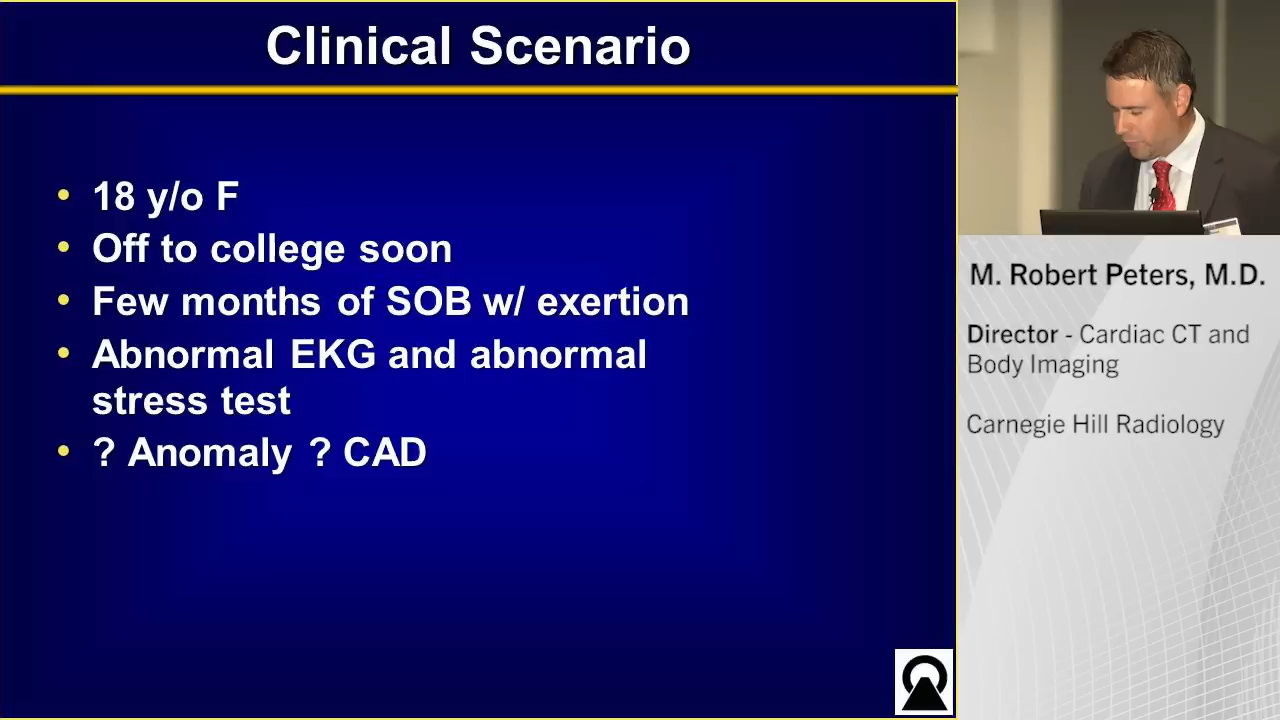 Clinical Scenario
• 18 y/o F
• Off to college soon
• Few months of SOB w/ exertion
• Abnormal EKG and abnormal
stress test
• ? Anomaly ? CAD
M. Robert Peters, M.D.
Director - Cardiac CT and
Body Imaging
Carnegie Hill Radiology